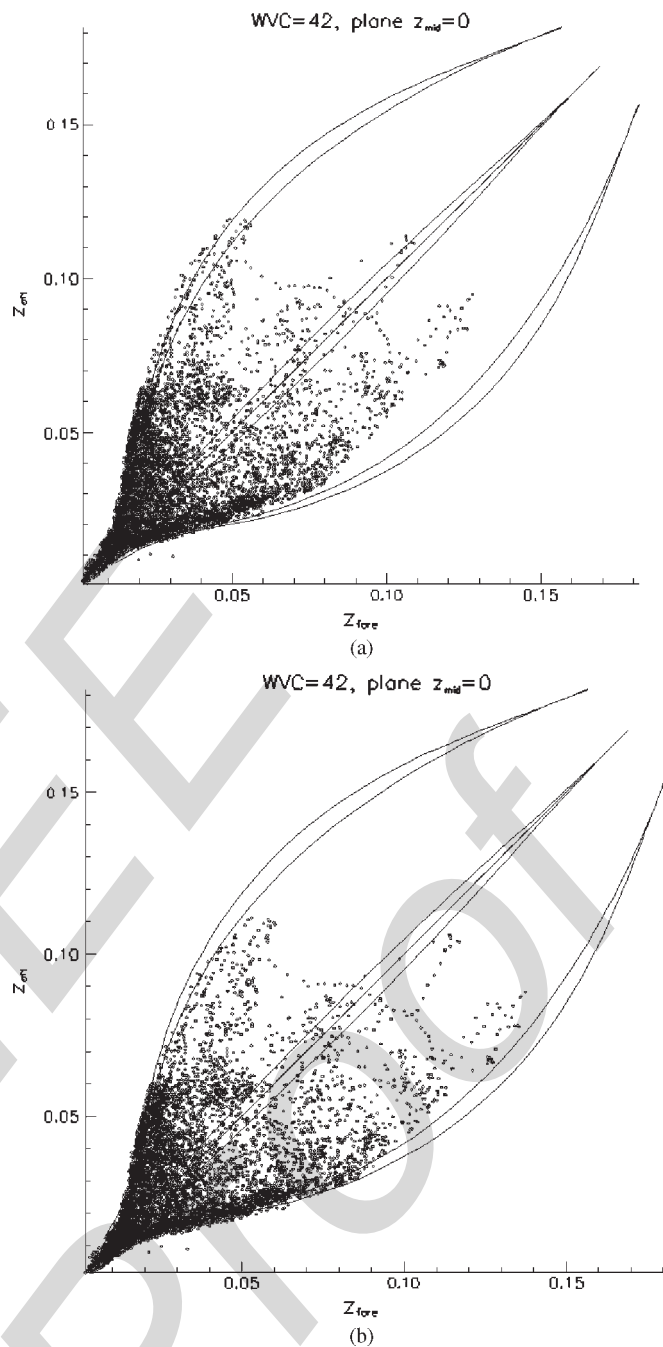 WVC=42, plane z_mid=0
0.15
0.10
Z_aft
0.05
0.05 0.10 0.15
Z_fore
(a)
WVC=42, plane z_mid=0
0.15
0.10
Z_aft
0.05
0.05 0.10 0.15
Z_fore
(b)
IEEE
Proof